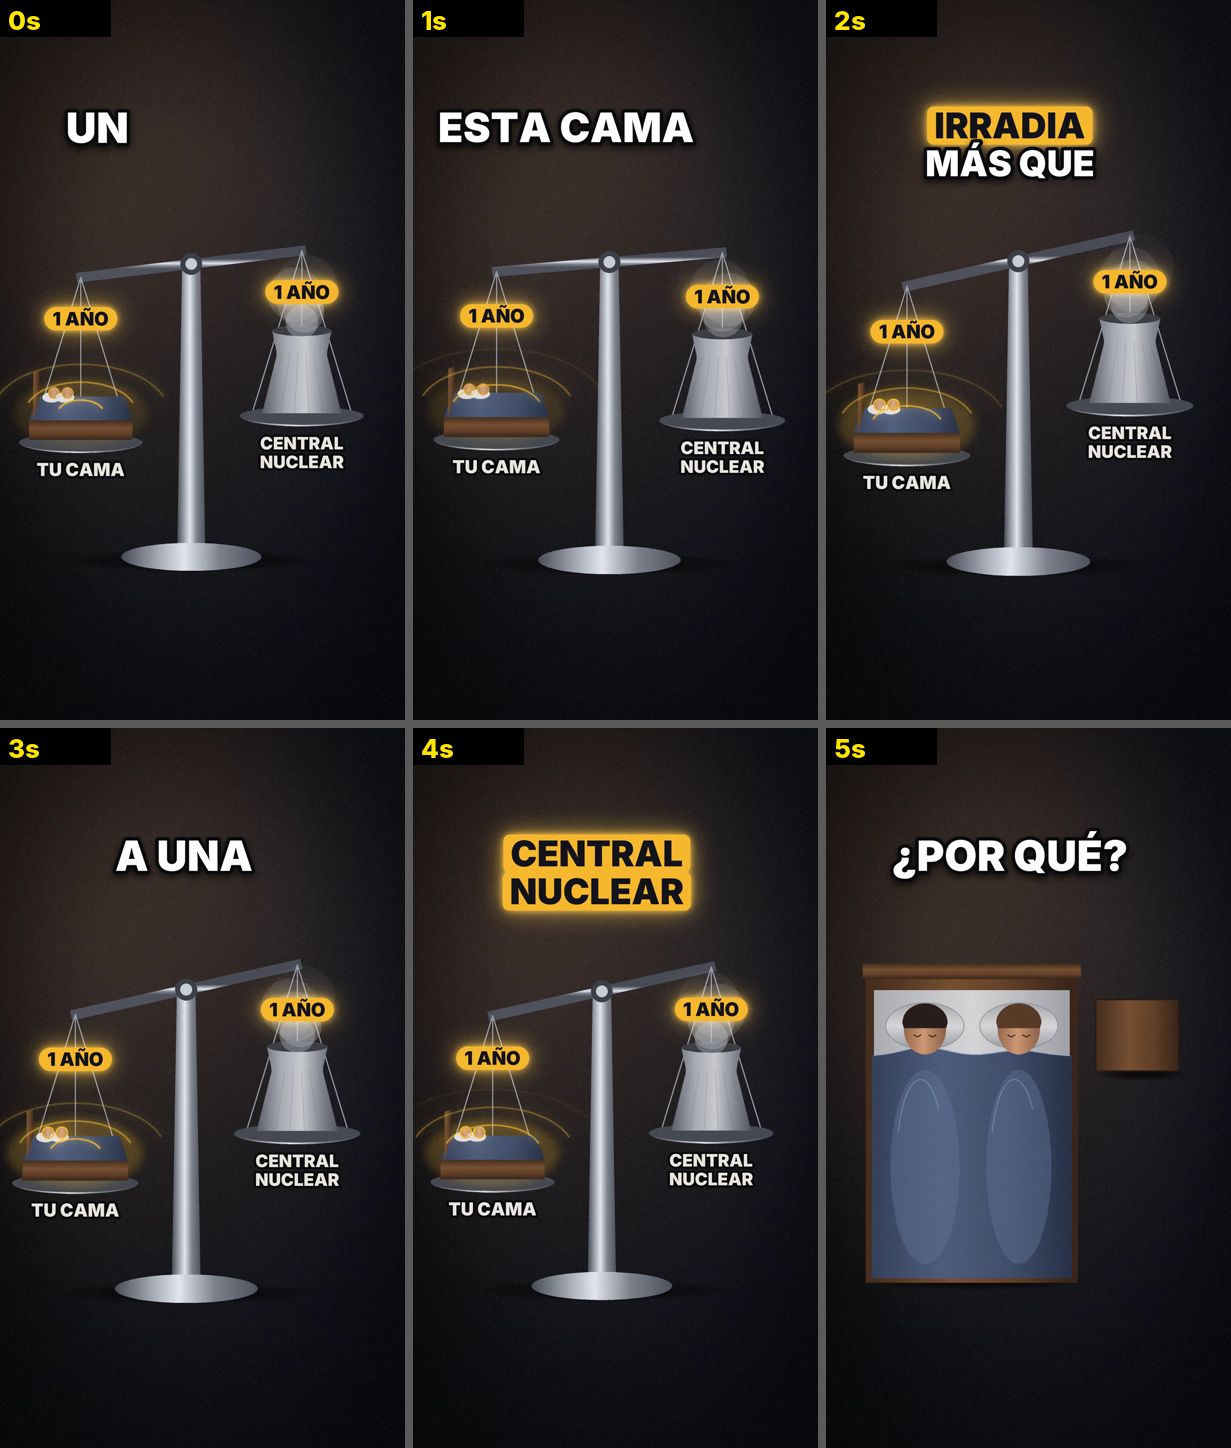 0s
UN
1 AÑO
1 AÑO
TU CAMA
CENTRAL
NUCLEAR
1s
ESTA CAMA
1 AÑO
1 AÑO
TU CAMA
CENTRAL
NUCLEAR
2s
IRRADIA
MÁS QUE
1 AÑO
1 AÑO
TU CAMA
CENTRAL
NUCLEAR
3s
A UNA
1 AÑO
1 AÑO
TU CAMA
CENTRAL
NUCLEAR
4s
CENTRAL
NUCLEAR
1 AÑO
1 AÑO
TU CAMA
CENTRAL
NUCLEAR
5s
¿POR QUÉ?